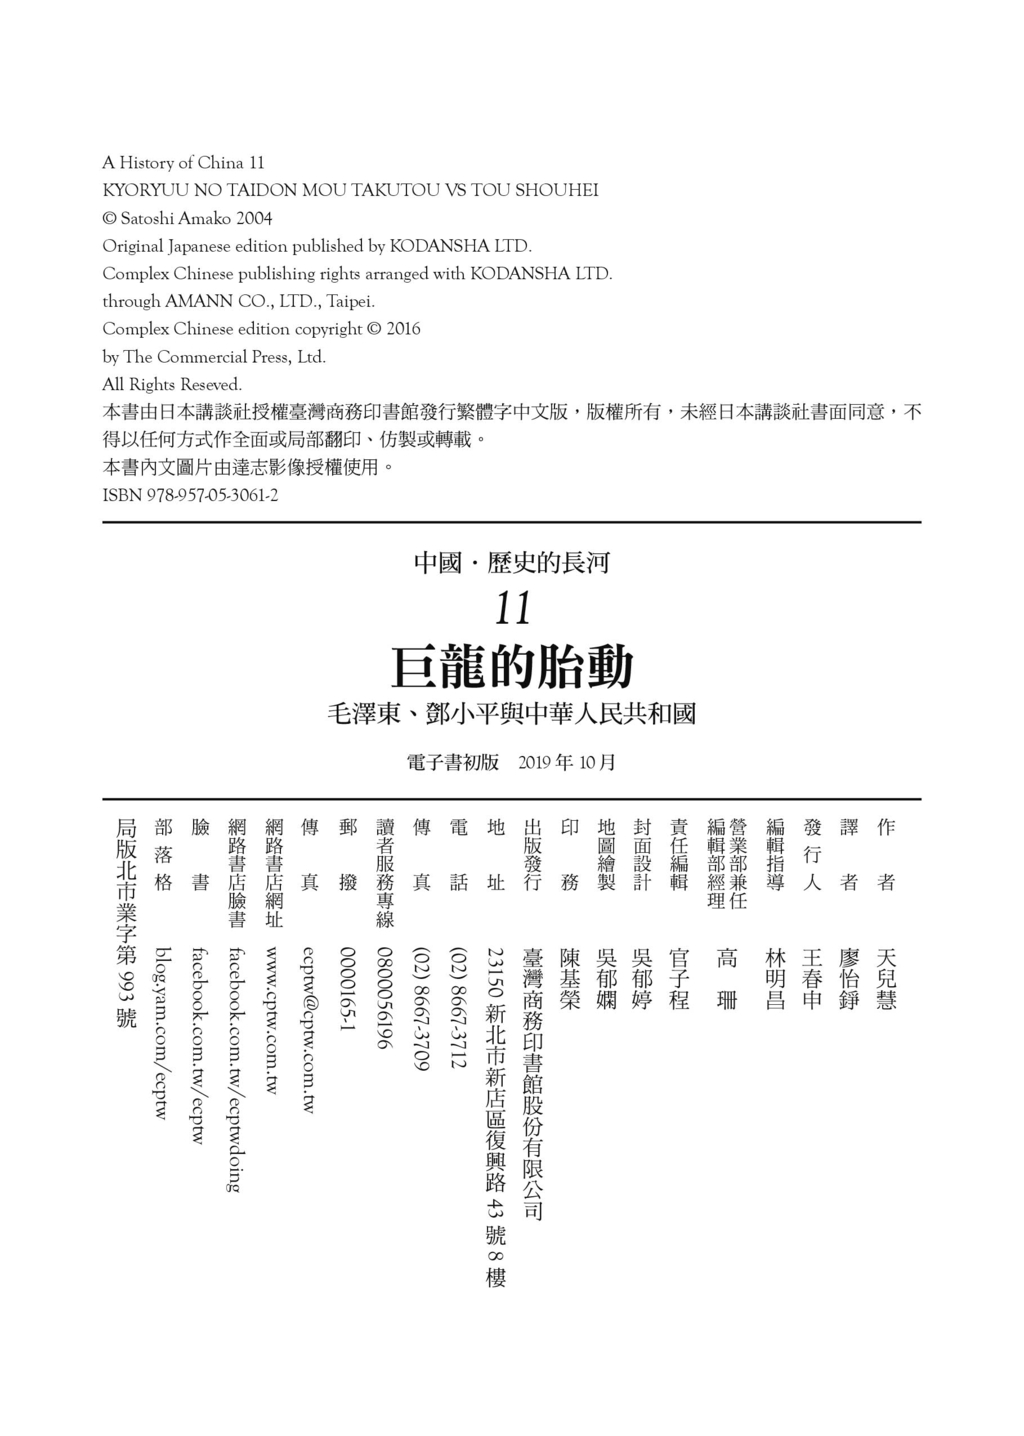 A History of China 11
KYORYUU NO TAIDON MOU TAKUTOU VS TOU SHOUHEI
© Satoshi Amako 2004
Original Japanese edition published by KODANSHA LTD.
Complex Chinese publishing rights arranged with KODANSHA LTD.
through AMANN CO., LTD., Taipei.
Complex Chinese edition copyright © 2016
by The Commercial Press, Ltd.
All Rights Reseved.
本書由日本講談社授權臺灣商務印書館發行繁體字中文版，版權所有，未經日本講談社書面同意，不
得以任何方式作全面或局部翻印、仿製或轉載。
本書內文圖片由達志影像授權使用。
ISBN 978-957-05-3061-2
中國．歷史的長河
11
巨龍的胎動
毛澤東、鄧小平與中華人民共和國
電子書初版　2019 年 10 月
作者　天兒慧
譯者　廖怡錚
發行人　王春申
編輯指導　林明昌
營業部兼任
編輯部經理　高珊
責任編輯　官子程
封面設計　吳郁婷
地圖繪製　吳郁嫻
印務　陳基榮
出版發行　臺灣商務印書館股份有限公司
地址　23150 新北市新店區復興路 43 號 8 樓
電話　(02) 8667-3712
傳真　(02) 8667-3709
讀者服務專線　0800056196
郵撥　0000165-1
傳真　ecptw@cptw.com.tw
網路書店網址　www.cptw.com.tw
網路書店臉書　facebook.com.tw/ecptwdoing
臉書　facebook.com.tw/ecptw
部落格　blog.yam.com/ecptw
局版北市業字第 993 號